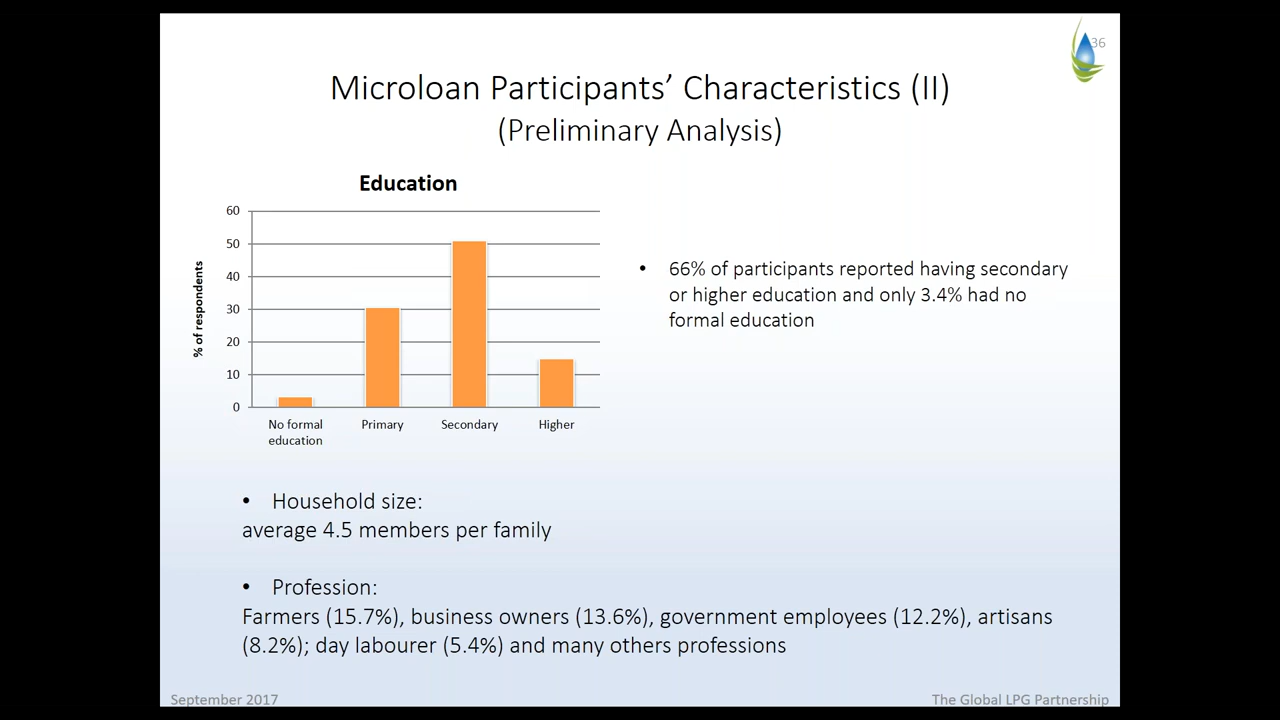 36
Microloan Participants’ Characteristics (II)
(Preliminary Analysis)
Education
60
50
40
30
20
10
0
% of respondents
No formal
education
Primary
Secondary
Higher
• 66% of participants reported having secondary
or higher education and only 3.4% had no
formal education
• Household size:
average 4.5 members per family
• Profession:
Farmers (15.7%), business owners (13.6%), government employees (12.2%), artisans
(8.2%); day labourer (5.4%) and many others professions
September 2017
The Global LPG Partnership